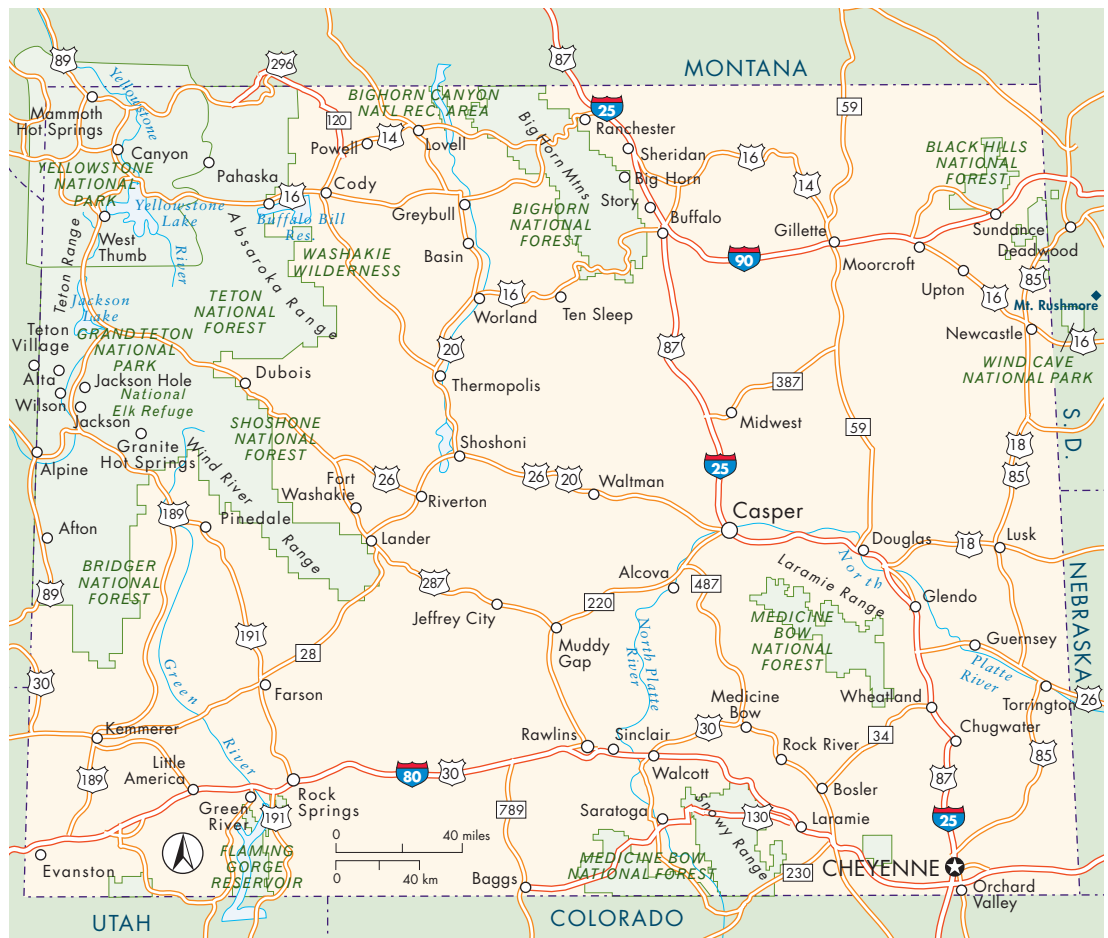 89
296
87
MONTANA
Yellowstone
River
Mammoth
Hot Springs
BIGHORN CANYON
NATL REC. AREA
25
59
120
14
Powell
Lovell
Big Horn Mtns
Ranchester
Sheridan
16
14
BLACK HILLS
NATIONAL
FOREST
Canyon
YELLOWSTONE
NATIONAL
PARK
Pahaska
16
Cody
Big Horn
Story
Yellowstone
Lake
Buffalo Bill
Res.
Greybull
BIGHORN
NATIONAL
FOREST
Buffalo
Gillette
Sundance
Deadwood
West
Thumb
River
Absaroka Range
WASHAKIE
WILDERNESS
Basin
90
Moorcroft
85
Teton Range
Upton
16
Mt. Rushmore
Jackson
Lake
TETON
NATIONAL
FOREST
Worland
16
Ten Sleep
Newcastle
16
Teton
Village
GRAND TETON
NATIONAL
PARK
20
87
WIND CAVE
NATIONAL PARK
Alta
Jackson Hole
Dubois
Thermopolis
387
Wilson
National
Elk Refuge
Jackson
SHOSHONE
NATIONAL
FOREST
Midwest
59
S. D.
Granite
Hot Springs
Wind River
Range
Shoshoni
18
Alpine
Fort
Washakie
26
26
20
Waltman
25
85
Riverton
189
Pinedale
Casper
Afton
Lander
Douglas
18
Lusk
BRIDGER
NATIONAL
FOREST
North
Laramie Range
89
287
Alcova
487
NEBRASKA
Jeffrey City
220
Glendo
191
Muddy
Gap
North Platte
River
MEDICINE
BOW
NATIONAL
FOREST
Guernsey
28
Green
River
Platte
River
30
Farson
Wheatland
Torrington
26
Medicine
Bow
Kemmerer
Rawlins
Sinclair
30
34
Chugwater
Little
America
Rock River
85
189
80
30
Walcott
87
Green
River
Rock
Springs
Bosler
789
191
Saratoga
Snowy Range
130
Laramie
25
0
40 miles
0
40 km
Evanston
FLAMING
GORGE
RESERVOIR
MEDICINE BOW
NATIONAL FOREST
230
CHEYENNE
Baggs
Orchard
Valley
UTAH
COLORADO